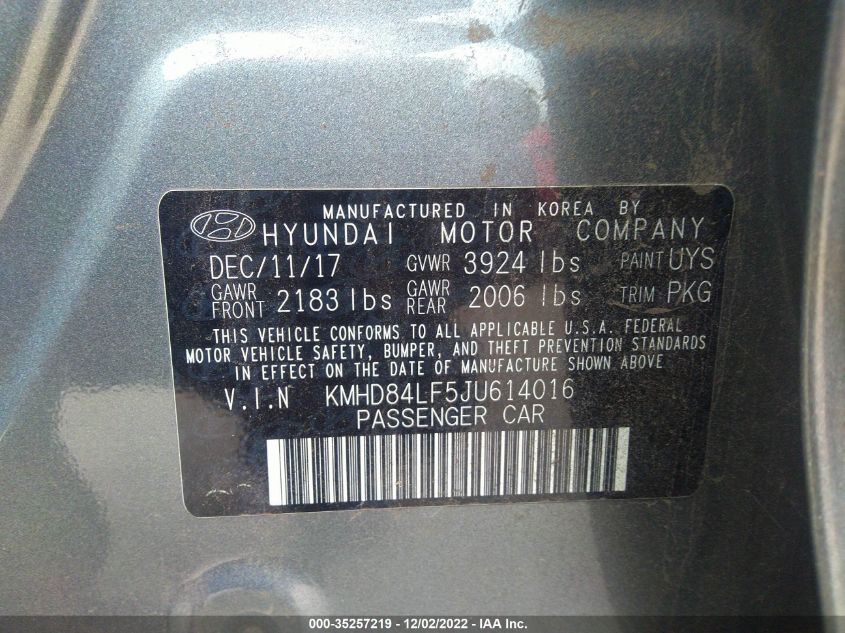 MANUFACTURED IN KOREA BY
HYUNDAI MOTOR COMPANY
DEC/11/17 GVWR 3924 lbs PAINT UYS
GAWR FRONT 2183 lbs GAWR REAR 2006 lbs TRIM PKG
THIS VEHICLE CONFORMS TO ALL APPLICABLE U.S.A. FEDERAL
MOTOR VEHICLE SAFETY, BUMPER, AND THEFT PREVENTION STANDARDS
IN EFFECT ON THE DATE OF MANUFACTURE SHOWN ABOVE
V.I.N KMHD84LF5JU614016
PASSENGER CAR
000-35257219 - 12/02/2022 - IAA Inc.